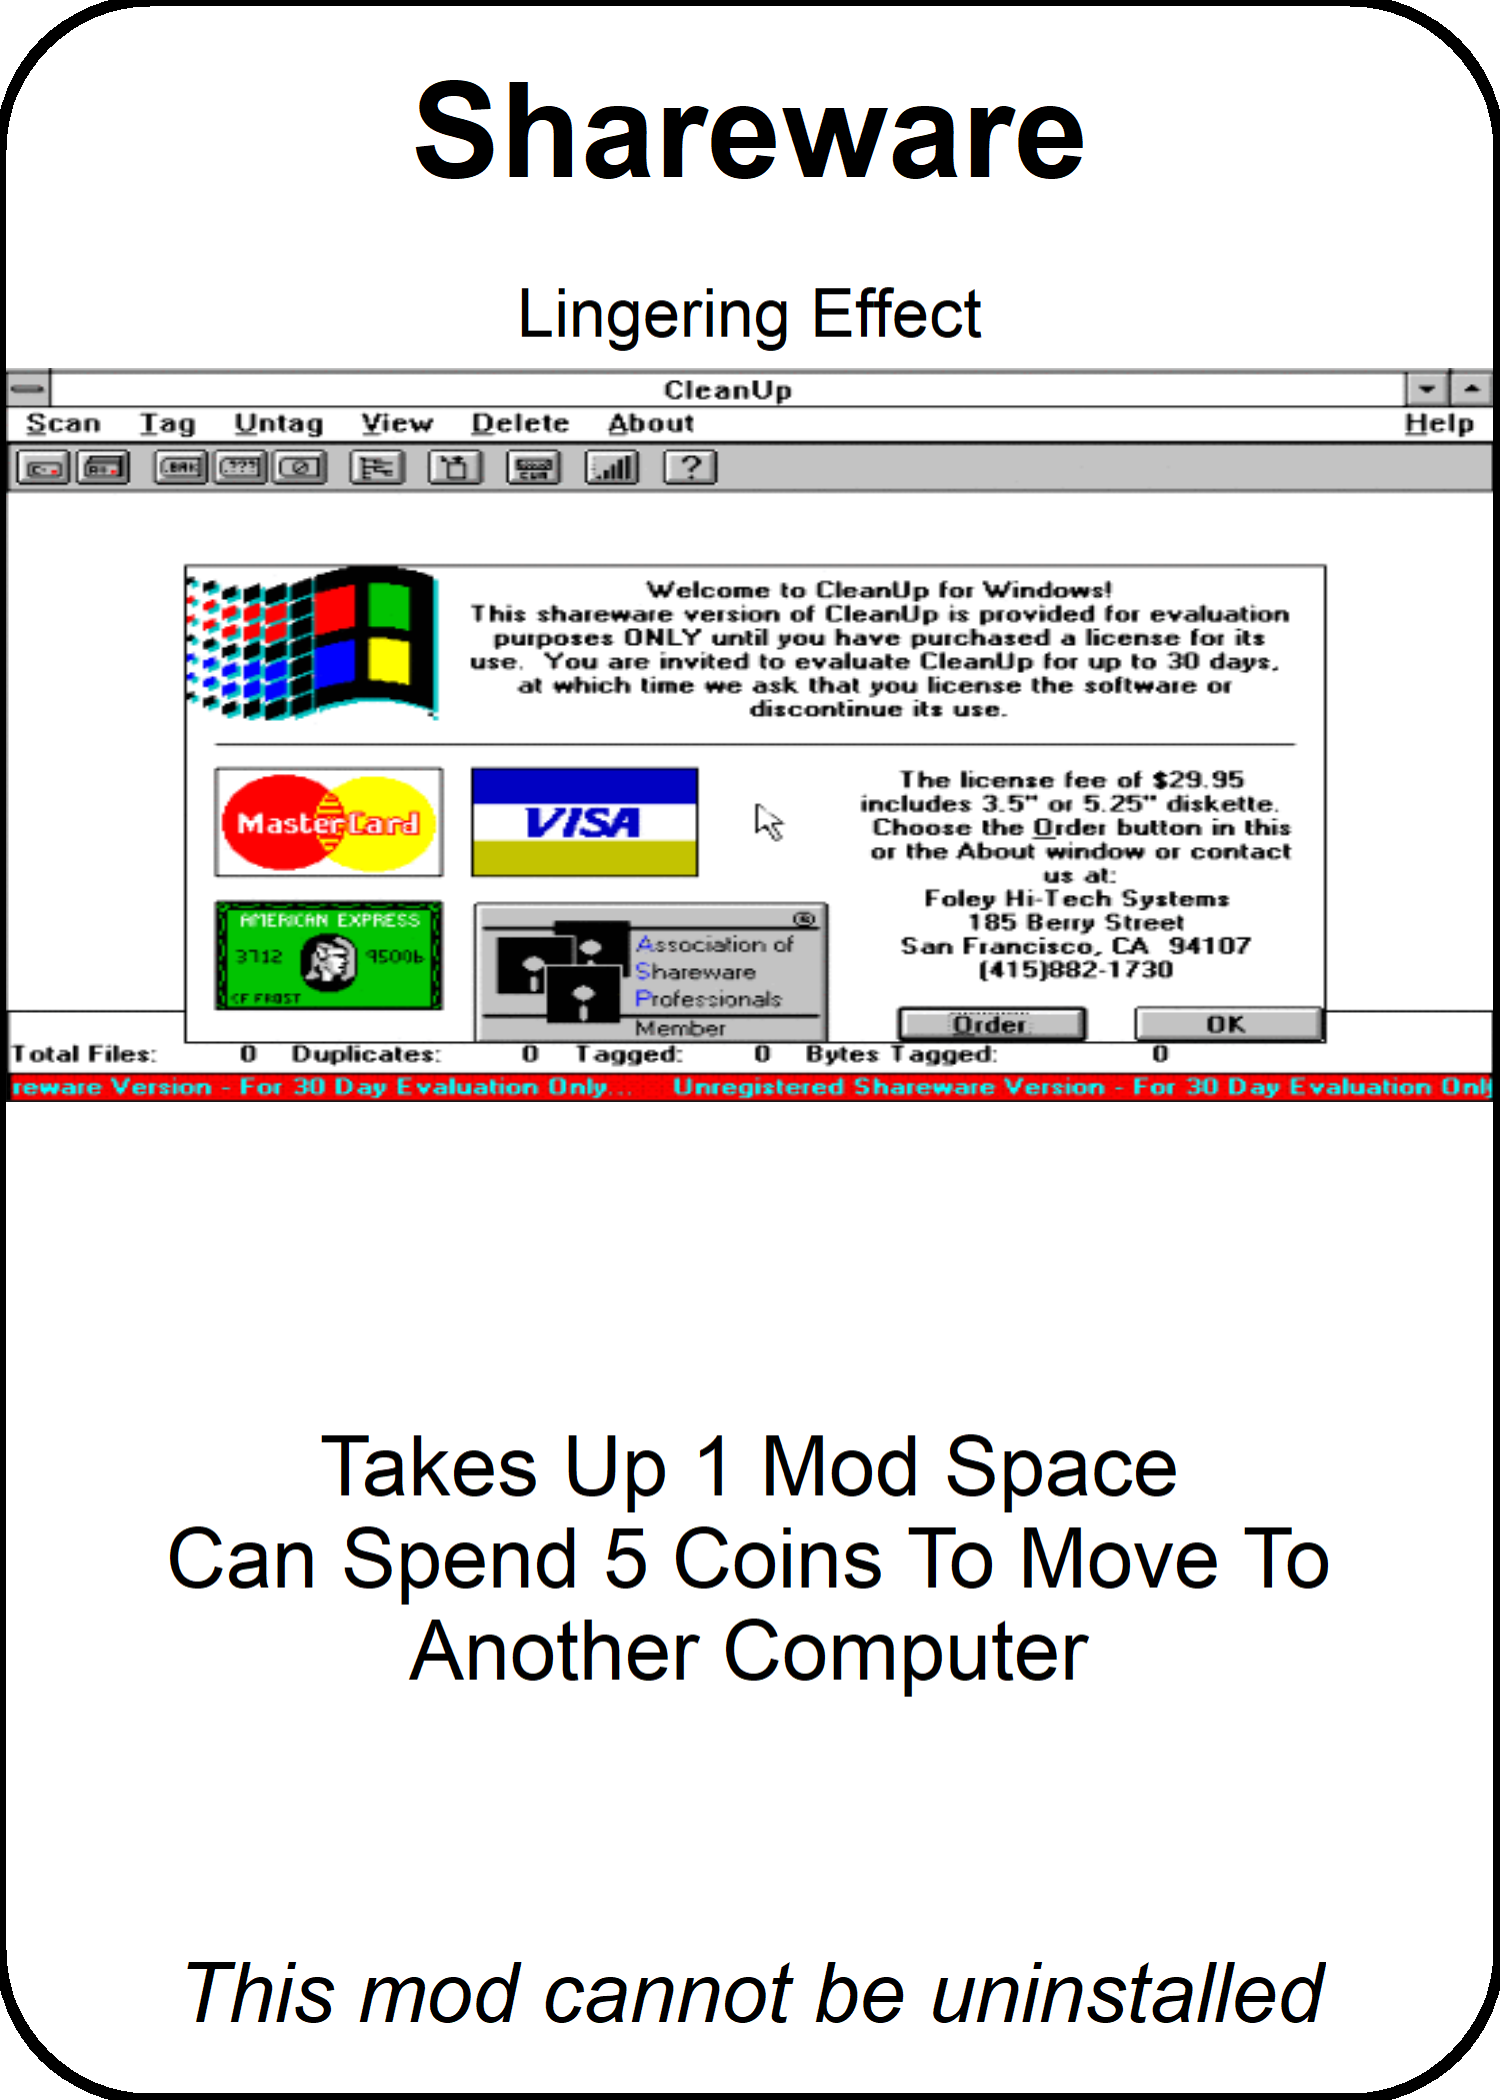 Shareware
Lingering Effect
CleanUp
Scan Tag Untag View Delete About Help
.BAK .??? ?
Welcome to CleanUp for Windows!
This shareware version of CleanUp is provided for evaluation
purposes ONLY until you have purchased a license for its
use. You are invited to evaluate CleanUp for up to 30 days,
at which time we ask that you license the software or
discontinue its use.
MasterCard
VISA
The license fee of $29.95
includes 3.5" or 5.25" diskette.
Choose the Order button in this
or the About window or contact
us at:
Foley Hi-Tech Systems
185 Berry Street
San Francisco, CA 94107
(415)882-1730
AMERICAN EXPRESS
3712 95006
CF FROST
®
Association of
Shareware
Professionals
Member
Order OK
Total Files: 0 Duplicates: 0 Tagged: 0 Bytes Tagged: 0
reware Version - For 30 Day Evaluation Only... Unregistered Shareware Version - For 30 Day Evaluation Only
Takes Up 1 Mod Space
Can Spend 5 Coins To Move To
Another Computer
This mod cannot be uninstalled